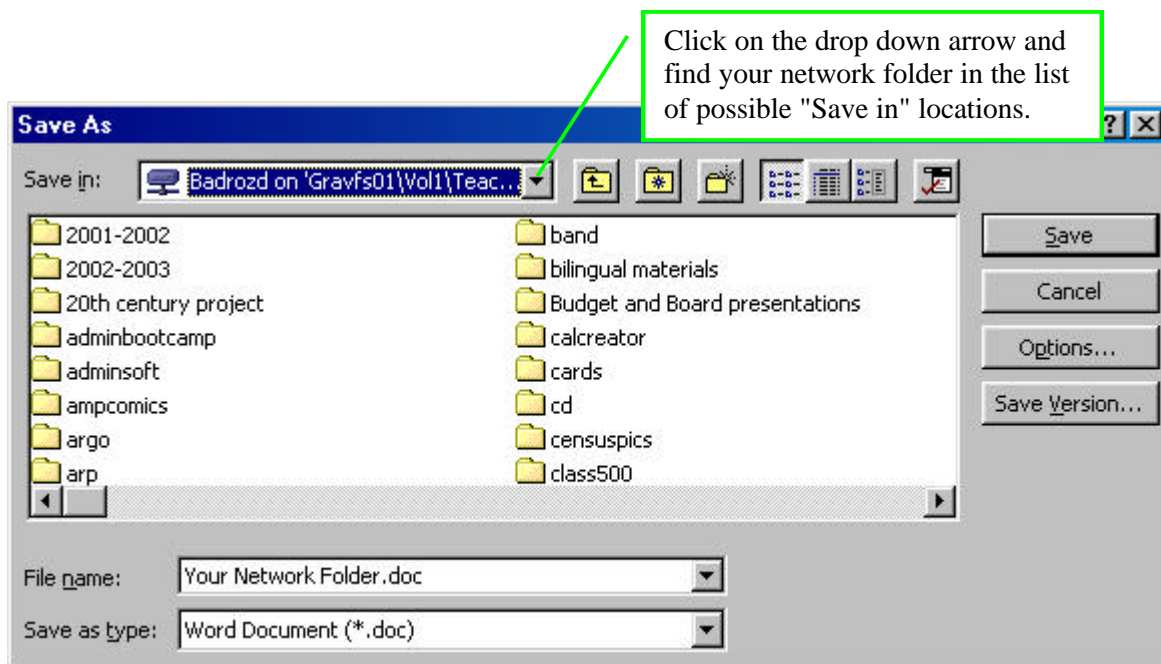 Click on the drop down arrow and
find your network folder in the list
of possible "Save in" locations.
Save As
Save in: Badrozd on 'Gravfs01\Vol1\Teac...
2001-2002
2002-2003
20th century project
adminbootcamp
adminsoft
ampcomics
argo
arp
band
bilingual materials
Budget and Board presentations
calcreator
cards
cd
censuspics
class500
Save
Cancel
Options...
Save Version...
File name: Your Network Folder.doc
Save as type: Word Document (*.doc)